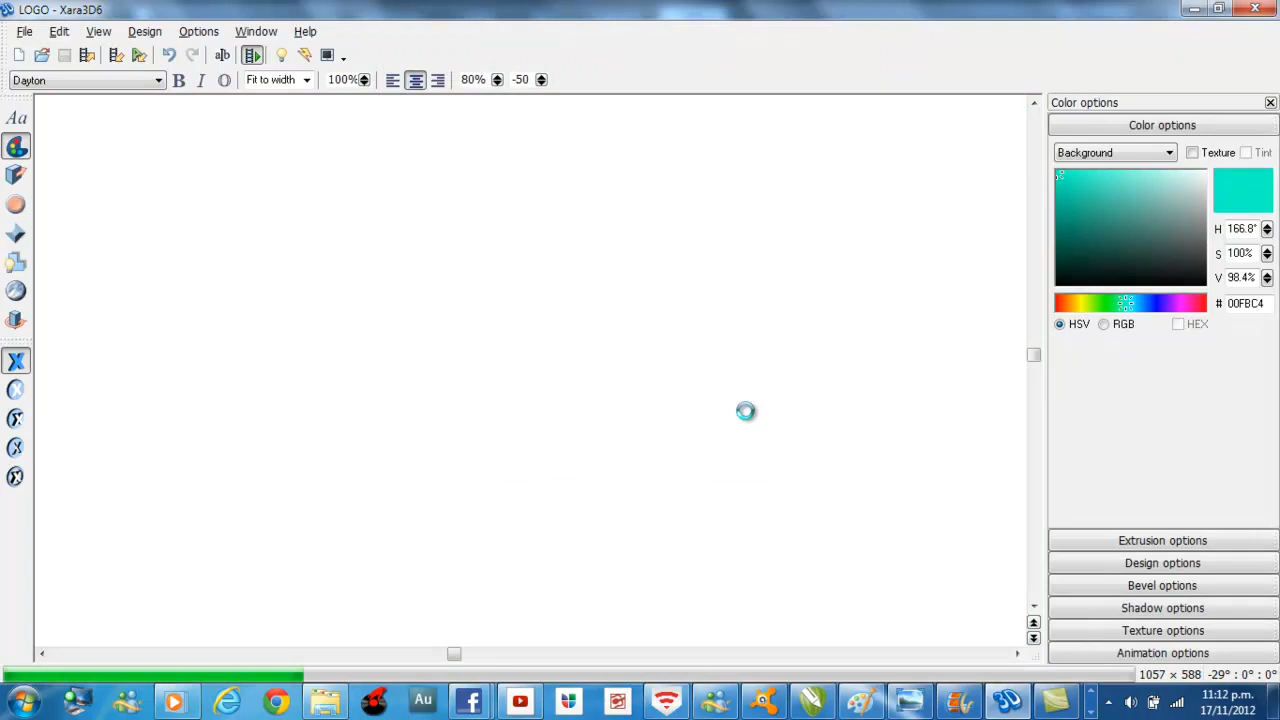 LOGO - Xara3D6
File Edit View Design Options Window Help
Dayton B I O Fit to width 100% 80% -50
Color options
Color options
Background Texture Tint
H 166.8°
S 100%
V 98.4%
# 00FBC4
HSV RGB HEX
Extrusion options
Design options
Bevel options
Shadow options
Texture options
Animation options
1057 × 588 -29° : 0° : 0°
Au
11:12 p.m.
17/11/2012